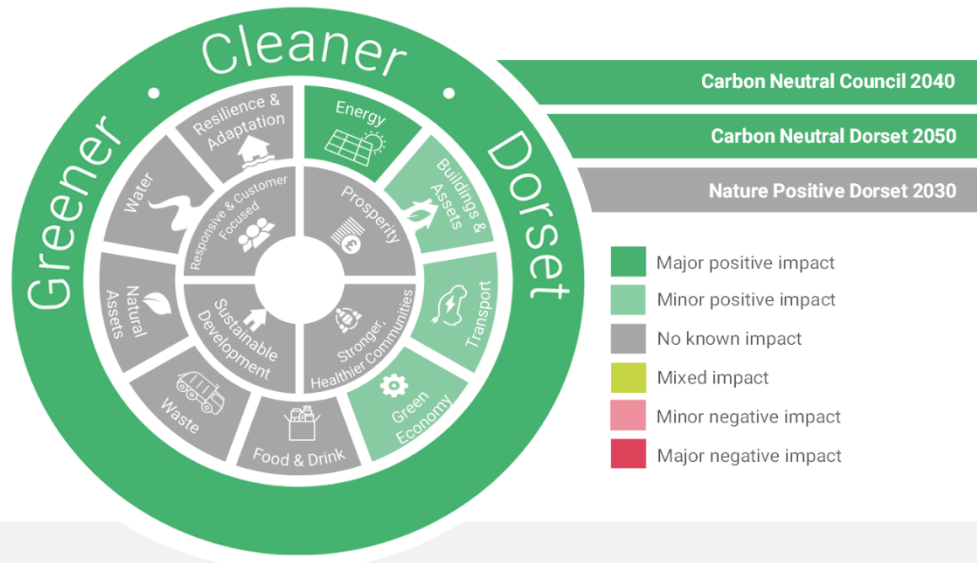 Greener • Cleaner • Dorset
Carbon Neutral Council 2040
Carbon Neutral Dorset 2050
Nature Positive Dorset 2030
Energy
Buildings &
Assets
Transport
Green
Economy
Food & Drink
Waste
Natural
Assets
Water
Resilience &
Adaptation
Prosperity
£
Stronger,
Healthier Communities
Sustainable
Development
Responsive & Customer
Focused
Major positive impact
Minor positive impact
No known impact
Mixed impact
Minor negative impact
Major negative impact